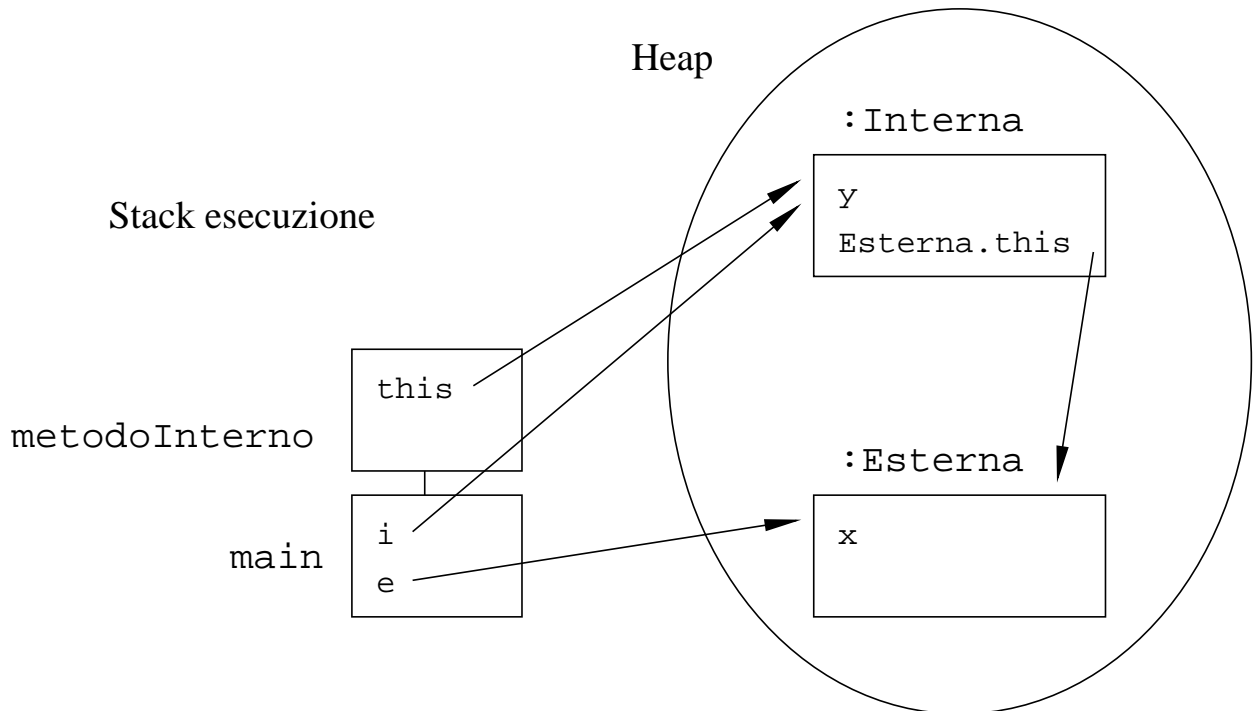 Heap
:Interna
y
Esterna.this
Stack esecuzione
this
metodoInterno
:Esterna
i
main
e
x